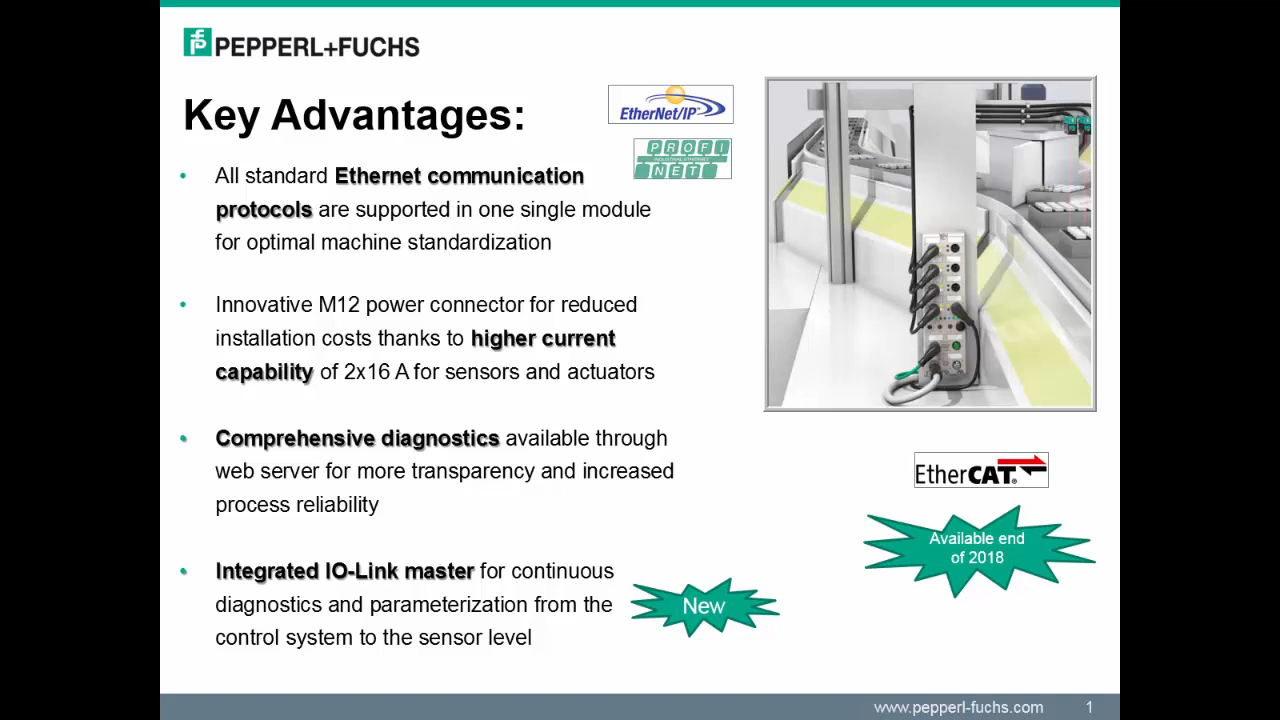 PEPPERL+FUCHS
Key Advantages:
EtherNet/IP
PROFI
INDUSTRIAL ETHERNET
NET
• All standard Ethernet communication
protocols are supported in one single module
for optimal machine standardization
• Innovative M12 power connector for reduced
installation costs thanks to higher current
capability of 2x16 A for sensors and actuators
• Comprehensive diagnostics available through
web server for more transparency and increased
process reliability
• Integrated IO-Link master for continuous
diagnostics and parameterization from the
control system to the sensor level
New
EtherCAT®
Available end
of 2018
www.pepperl-fuchs.com 1